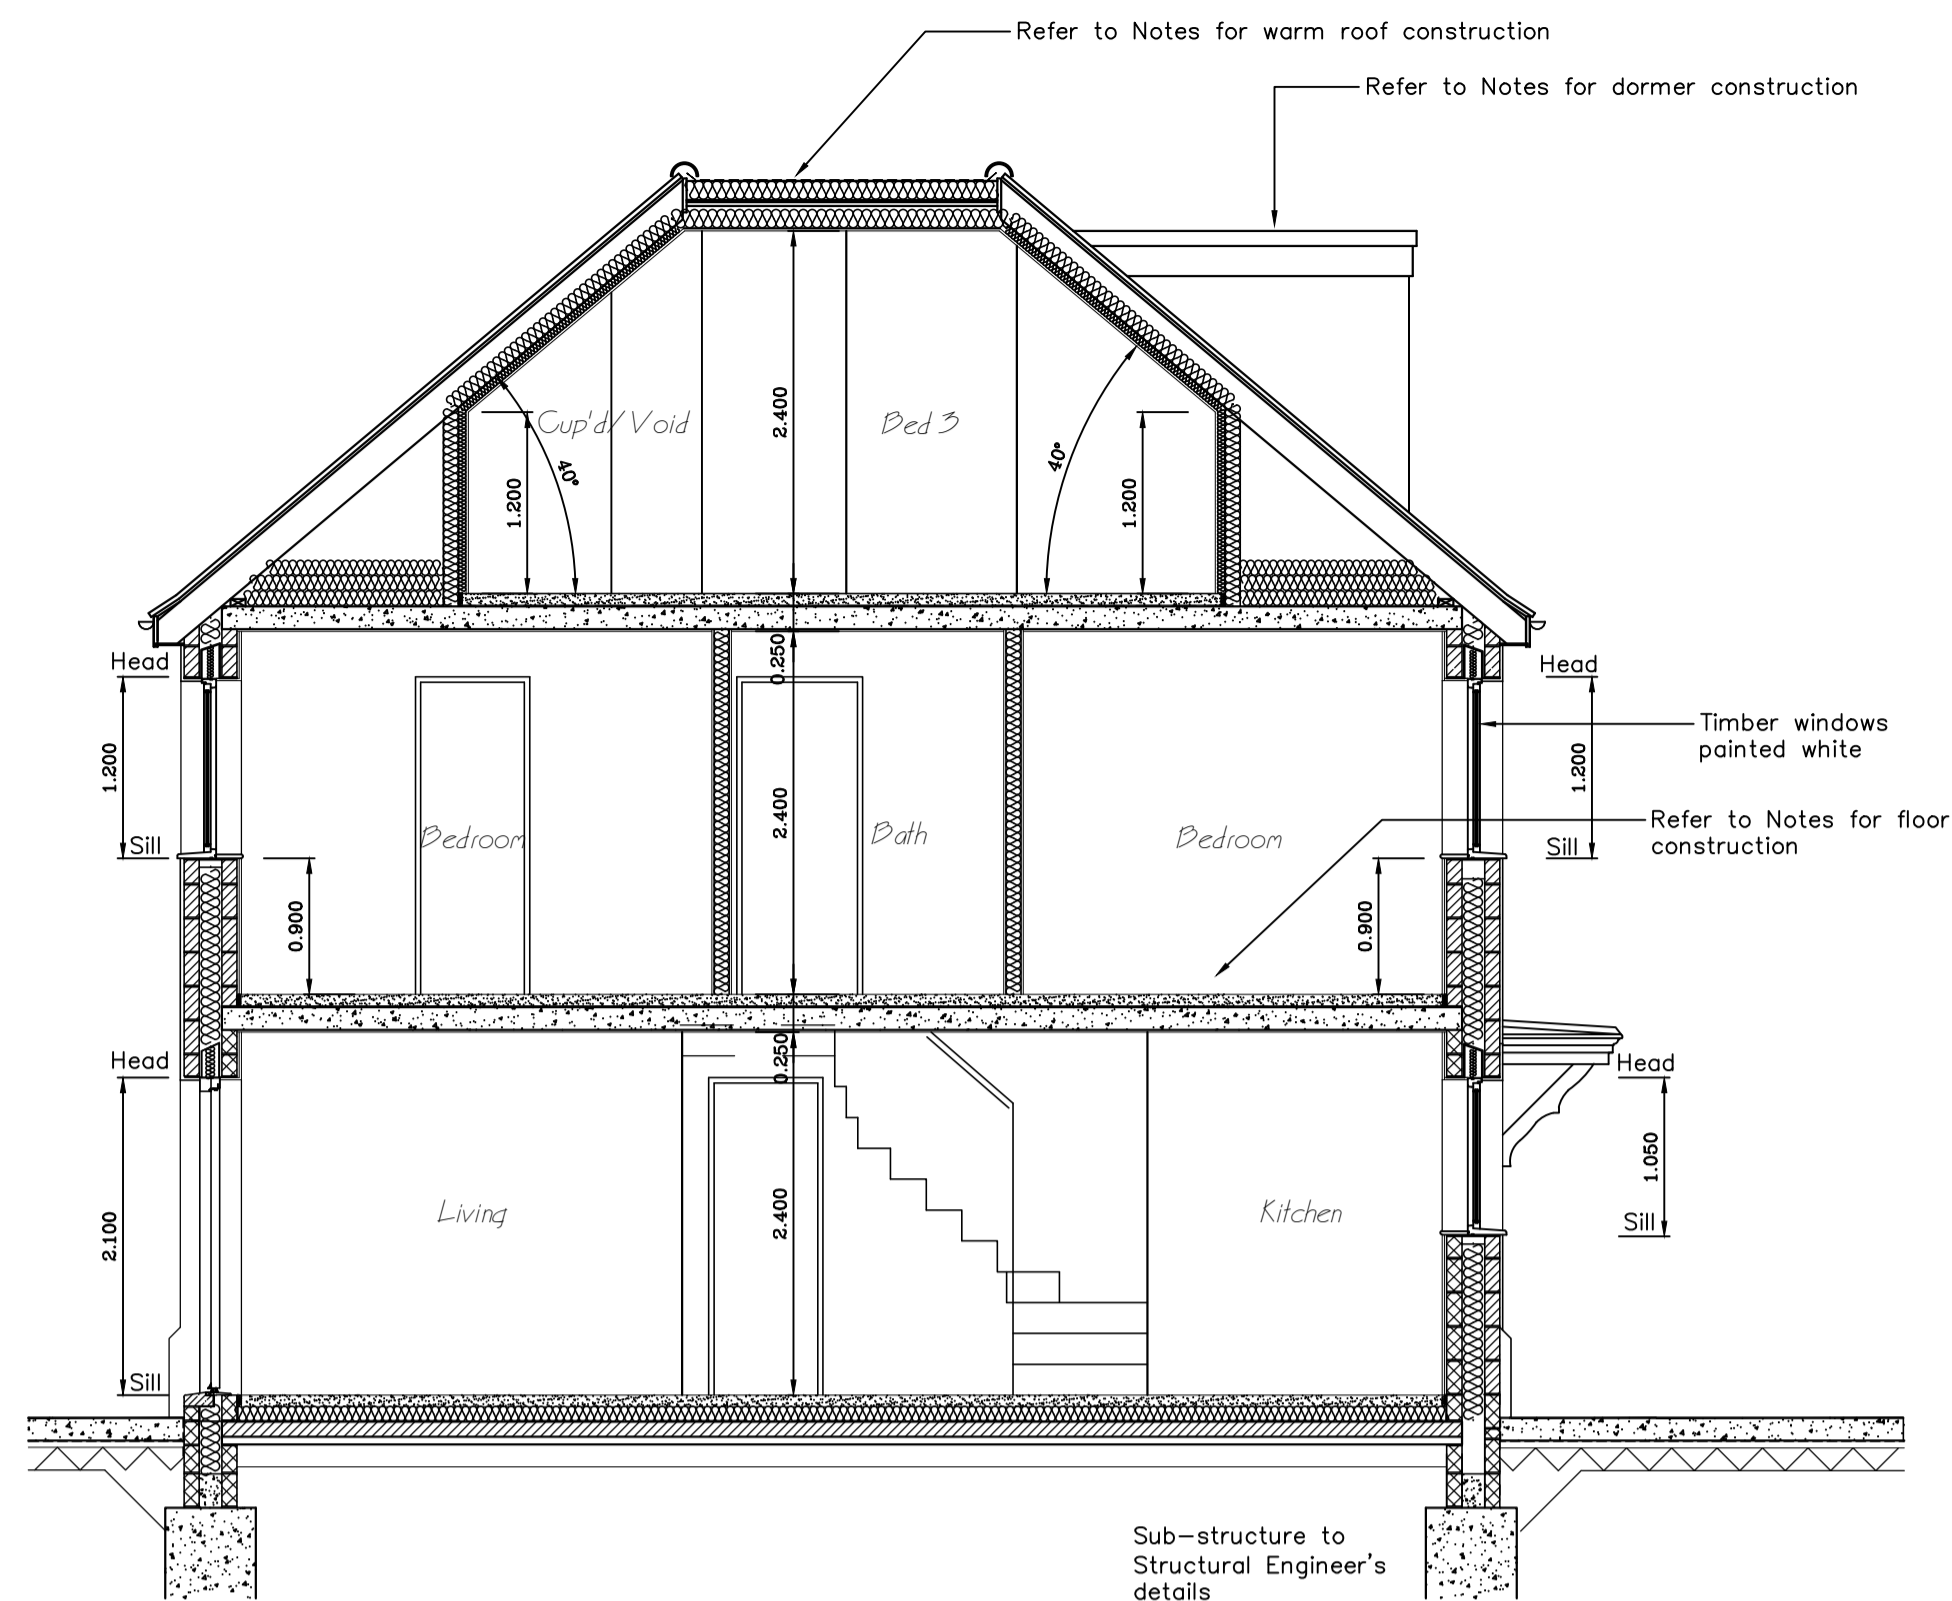 Refer to Notes for warm roof construction
Refer to Notes for dormer construction
2.400
Cup'd/Void
Bed 3
40°
40°
1.200
1.200
0.250
Head
Head
Timber windows
painted white
1.200
1.200
2.400
Refer to Notes for floor
construction
Bedroom
Bath
Bedroom
Sill
Sill
0.900
0.900
0.250
Head
Head
1.050
2.400
Living
Kitchen
2.100
Sill
Sill
Sub-structure to
Structural Engineer's
details